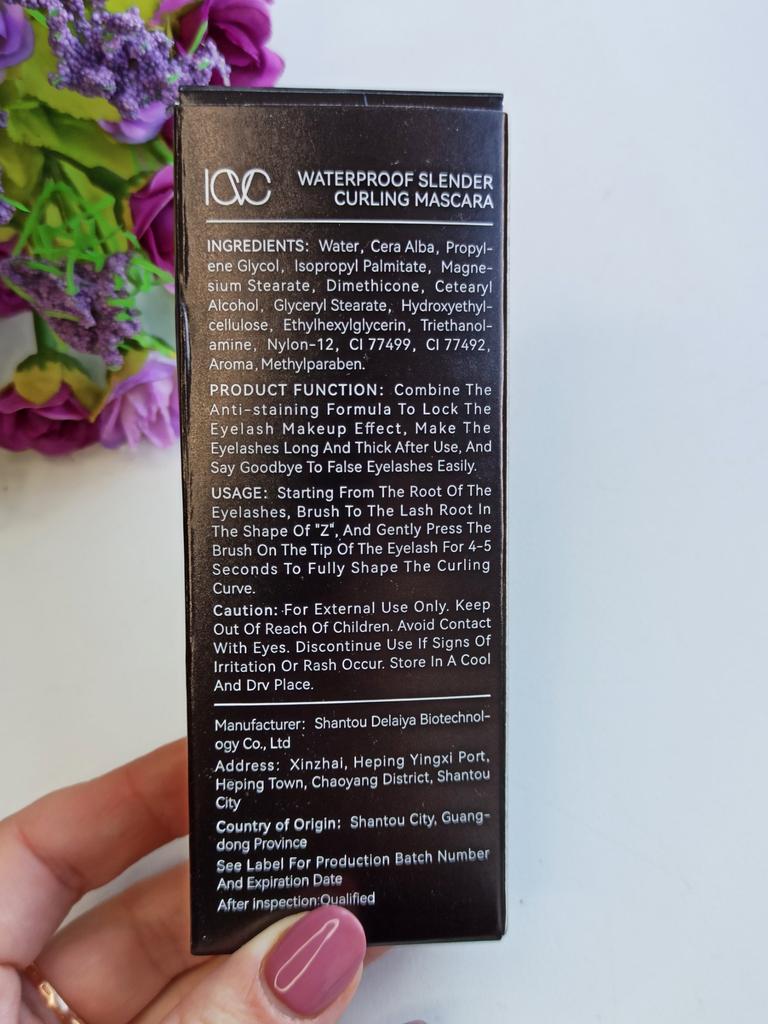 IOVO WATERPROOF SLENDER
CURLING MASCARA
INGREDIENTS: Water, Cera Alba, Propyl-
ene Glycol, Isopropyl Palmitate, Magne-
sium Stearate, Dimethicone, Cetearyl
Alcohol, Glyceryl Stearate, Hydroxyethyl-
cellulose, Ethylhexylglycerin, Triethanol-
amine, Nylon-12, CI 77499, CI 77492,
Aroma, Methylparaben.
PRODUCT FUNCTION: Combine The
Anti-staining Formula To Lock The
Eyelash Makeup Effect, Make The
Eyelashes Long And Thick After Use, And
Say Goodbye To False Eyelashes Easily.
USAGE: Starting From The Root Of The
Eyelashes, Brush To The Lash Root In
The Shape Of "Z", And Gently Press The
Brush On The Tip Of The Eyelash For 4-5
Seconds To Fully Shape The Curling
Curve.
Caution: For External Use Only. Keep
Out Of Reach Of Children. Avoid Contact
With Eyes. Discontinue Use If Signs Of
Irritation Or Rash Occur. Store In A Cool
And Drv Place.
Manufacturer: Shantou Delaiya Biotechnol-
ogy Co., Ltd
Address: Xinzhai, Heping Yingxi Port,
Heping Town, Chaoyang District, Shantou
City
Country of Origin: Shantou City, Guang-
dong Province
See Label For Production Batch Number
And Expiration Date
After inspection:Qualified